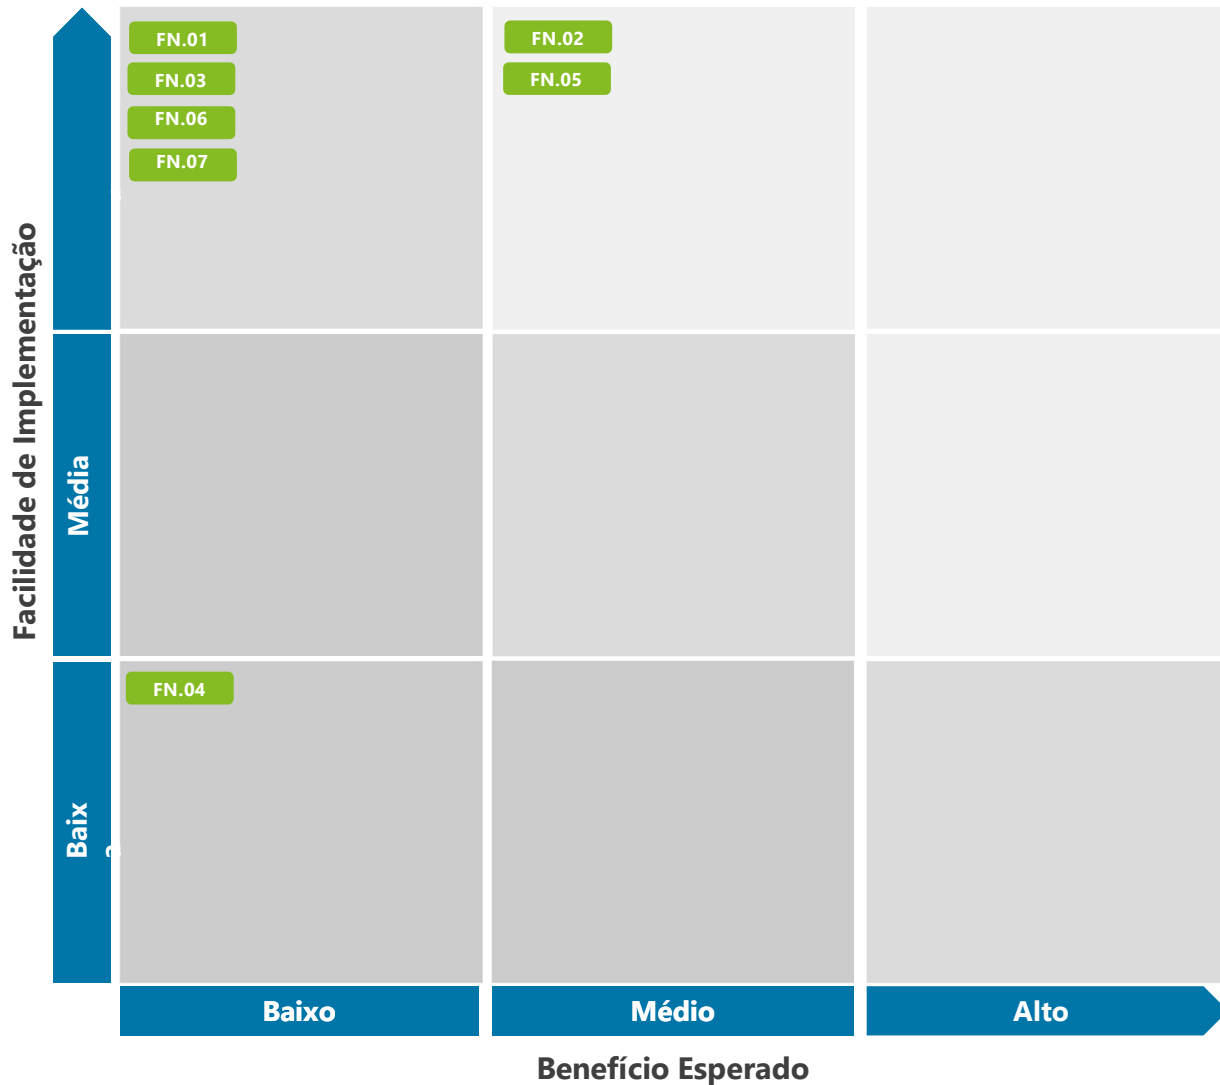 FN.01
FN.02
FN.03
FN.05
FN.06
FN.07
Facilidade de Implementação
Média
FN.04
Baix
Baixo
Médio
Alto
Benefício Esperado